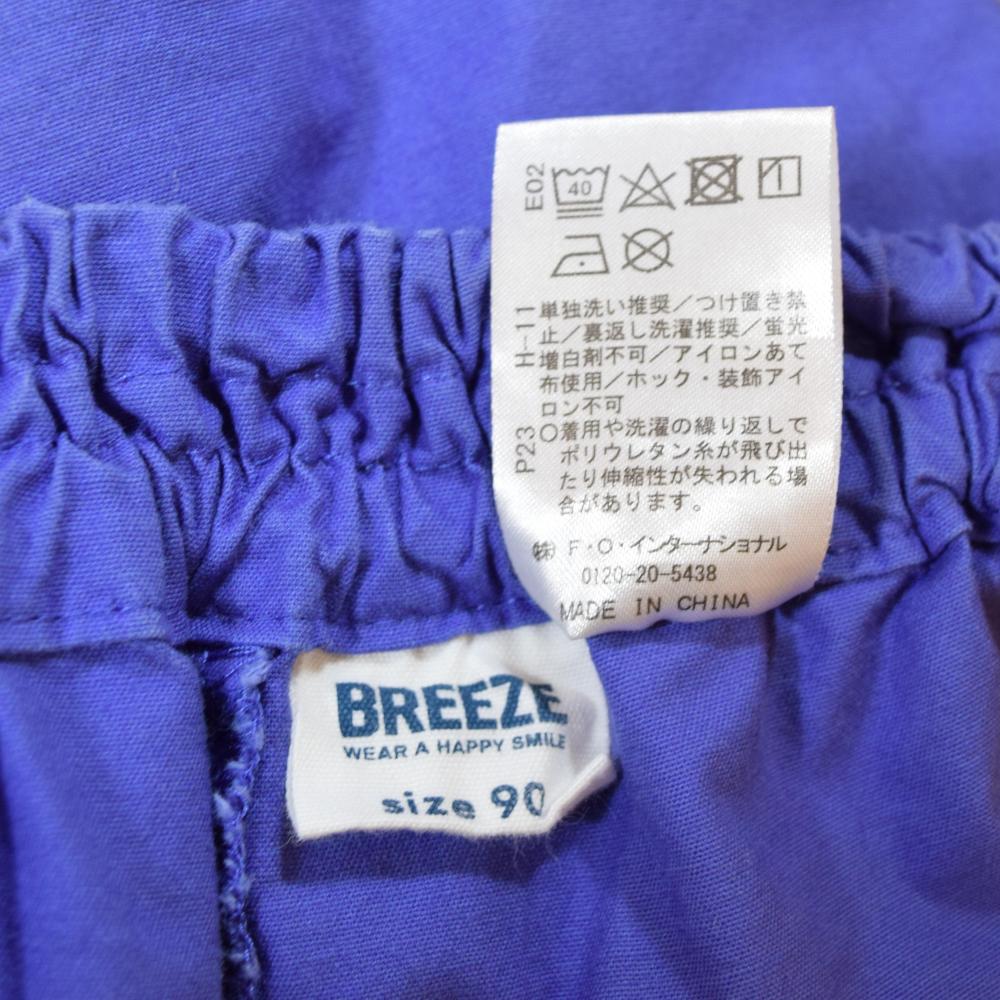 E02
40
H-11
単独洗い推奨/つけ置き禁
止/裏返し洗濯推奨/蛍光
増白剤不可/アイロンあて
布使用/ホック・装飾アイ
ロン不可
P23
○着用や洗濯の繰り返しで
ポリウレタン糸が飛び出
たり伸縮性が失われる場
合があります。
㈱ F・O・インターナショナル
0120-20-5438
MADE IN CHINA
BREEZE
WEAR A HAPPY SMILE
size 90